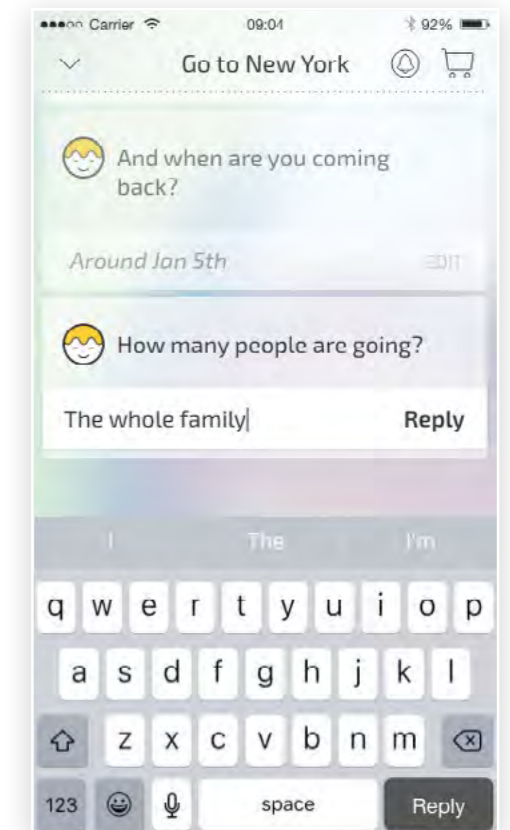 Carrier 09:04 92%
Go to New York
And when are you coming
back?
Around Jan 5th EDIT
How many people are going?
The whole family Reply
I The I'm
q w e r t y u i o p
a s d f g h j k l
z x c v b n m
123 space Reply